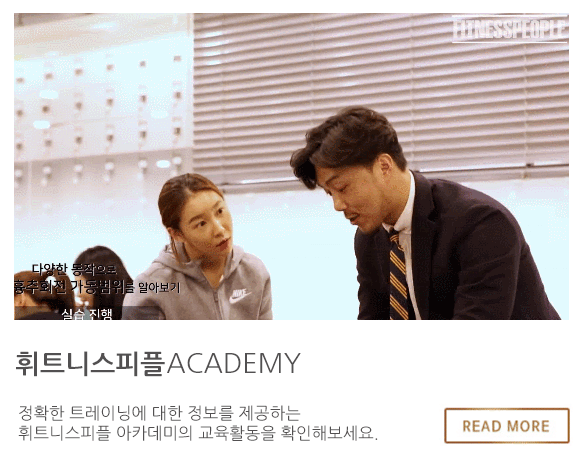 FITNESSPEOPLE
다양한 동작으로
흉추회전 가동범위를 알아보기
실습 진행
NIKE
휘트니스피플ACADEMY
정확한 트레이닝에 대한 정보를 제공하는
휘트니스피플 아카데미의 교육활동을 확인해보세요.
READ MORE